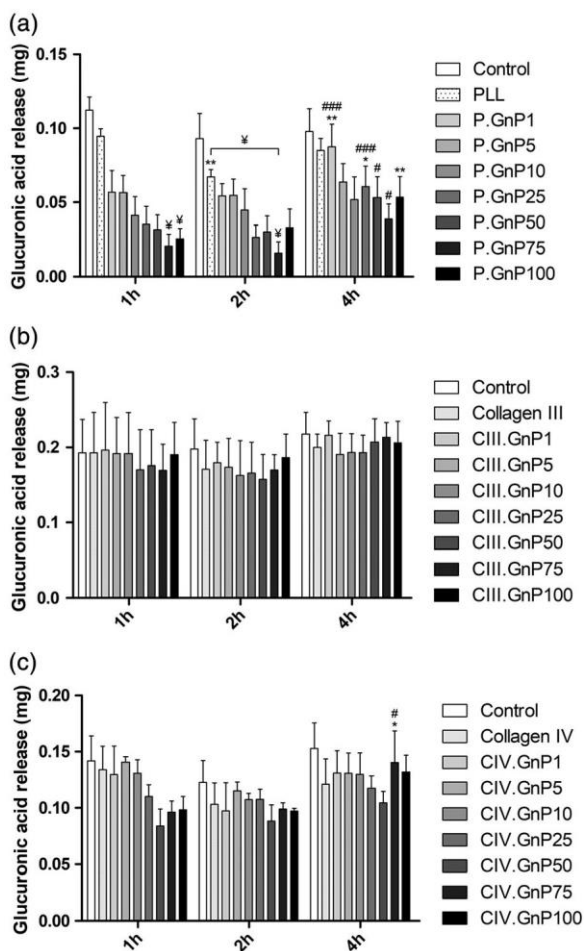 (a)
Glucuronic acid release (mg)
0.15
0.10
0.05
0.00
** ¥ ¥ ¥ ¥ ### ** ### * # # **
1h 2h 4h
Control
PLL
P.GnP1
P.GnP5
P.GnP10
P.GnP25
P.GnP50
P.GnP75
P.GnP100
(b)
Glucuronic acid release (mg)
0.3
0.2
0.1
0.0
1h 2h 4h
Control
Collagen III
CIII.GnP1
CIII.GnP5
CIII.GnP10
CIII.GnP25
CIII.GnP50
CIII.GnP75
CIII.GnP100
(c)
Glucuronic acid release (mg)
0.20
0.15
0.10
0.05
0.00
# *
1h 2h 4h
Control
Collagen IV
CIV.GnP1
CIV.GnP5
CIV.GnP10
CIV.GnP25
CIV.GnP50
CIV.GnP75
CIV.GnP100